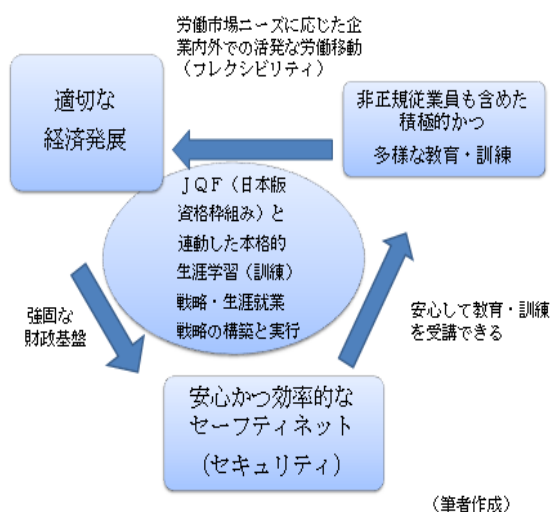 労働市場ニーズに応じた企
業内外での活発な労働移動
（フレクシビリティ）
適切な
経済発展
非正規従業員も含めた
積極的かつ
多様な教育・訓練
ＪＱＦ（日本版
資格枠組み）と
連動した本格的
生涯学習（訓練）
戦略・生涯就業
戦略の構築と実行
強固な
財政基盤
安心して教育・訓練
を受講できる
安心かつ効率的な
セーフティネット
（セキュリティ）
（筆者作成）